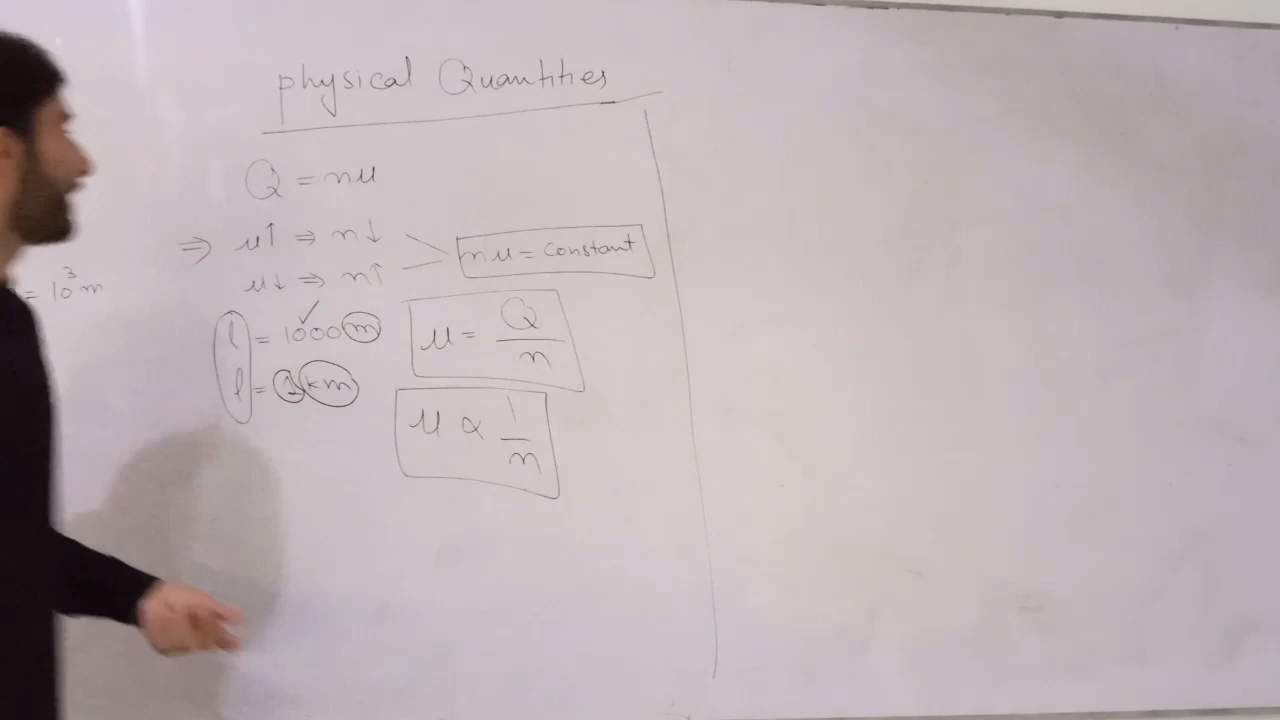 physical Quantities
Q = nu
⇒ u↑ ⇒ n↓
u↓ ⇒ n↑
nu = constant
= 10³ m
l = 1000 m ✓
l = 1 km
u = Q/n
u ∝ 1/n